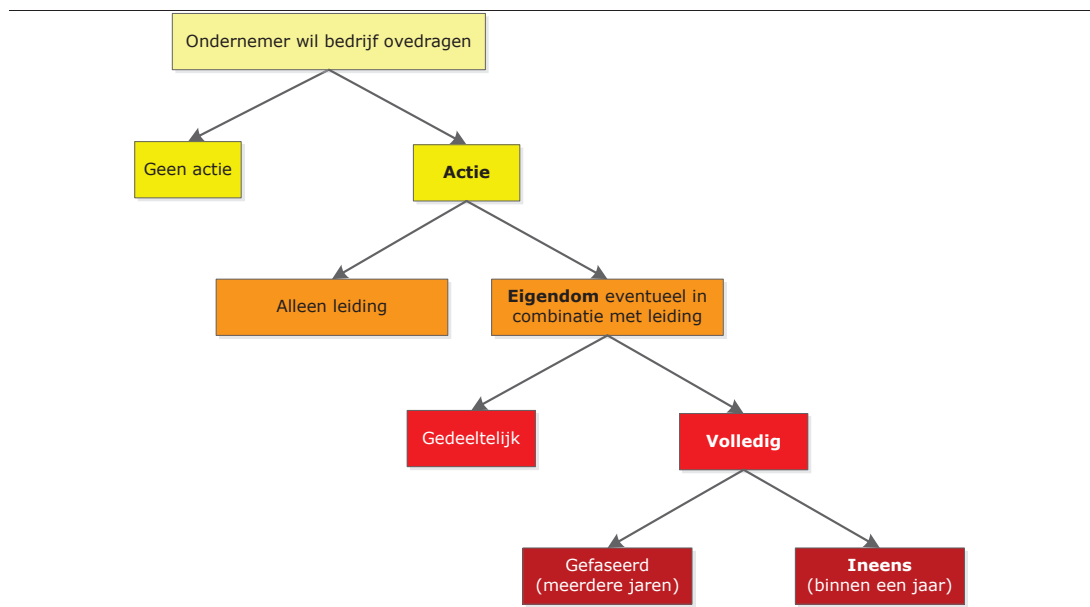 Ondernemer wil bedrijf ovedragen
Geen actie
Actie
Alleen leiding
Eigendom eventueel in
combinatie met leiding
Gedeeltelijk
Volledig
Gefaseerd
(meerdere jaren)
Ineens
(binnen een jaar)